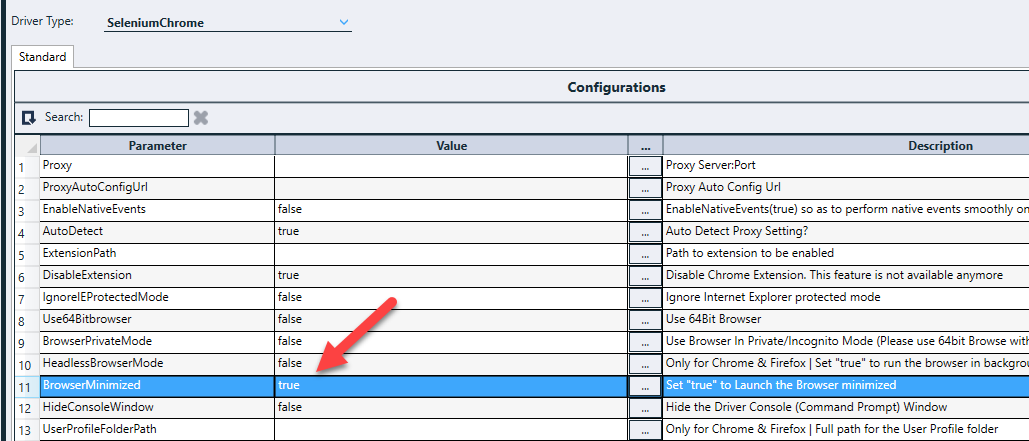 Driver Type: SeleniumChrome
Standard
Configurations
Search:
Parameter Value ... Description
1 Proxy ... Proxy Server:Port
2 ProxyAutoConfigUrl ... Proxy Auto Config Url
3 EnableNativeEvents false ... EnableNativeEvents(true) so as to perform native events smoothly on
4 AutoDetect true ... Auto Detect Proxy Setting?
5 ExtensionPath ... Path to extension to be enabled
6 DisableExtension true ... Disable Chrome Extension. This feature is not available anymore
7 IgnoreIEProtectedMode false ... Ignore Internet Explorer protected mode
8 Use64Bitbrowser false ... Use 64Bit Browser
9 BrowserPrivateMode false ... Use Browser In Private/Incognito Mode (Please use 64bit Browse with
10 HeadlessBrowserMode false ... Only for Chrome & Firefox | Set "true" to run the browser in backgrou
11 BrowserMinimized true ... Set "true" to Launch the Browser minimized
12 HideConsoleWindow false ... Hide the Driver Console (Command Prompt) Window
13 UserProfileFolderPath ... Only for Chrome & Firefox | Full path for the User Profile folder